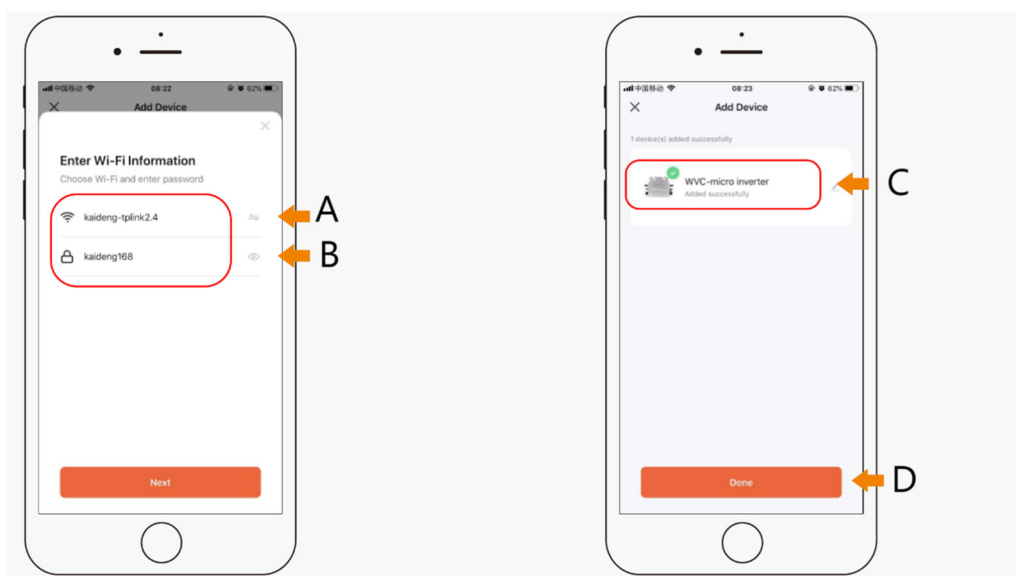 中国移动 08:22 62%
Add Device
Enter Wi-Fi Information
Choose Wi-Fi and enter password
kaideng-tplink2.4
A
kaideng168
B
Next
中国移动 08:23 62%
Add Device
1 device(s) added successfully
WVC-micro inverter
Added successfully
C
Done
D